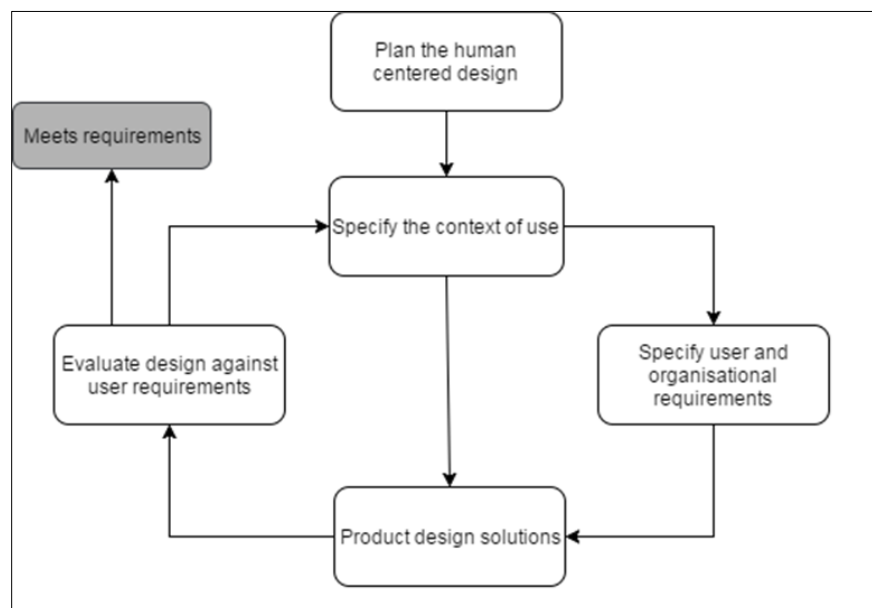 Plan the human
centered design
Meets requirements
Specify the context of use
Evaluate design against
user requirements
Specify user and
organisational
requirements
Product design solutions